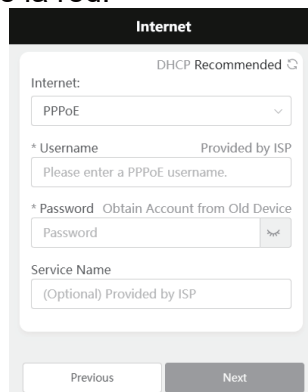 Internet
DHCP Recommended
Internet:
PPPoE
* Username Provided by ISP
Please enter a PPPoE username.
* Password Obtain Account from Old Device
Password
Service Name
(Optional) Provided by ISP
Previous Next